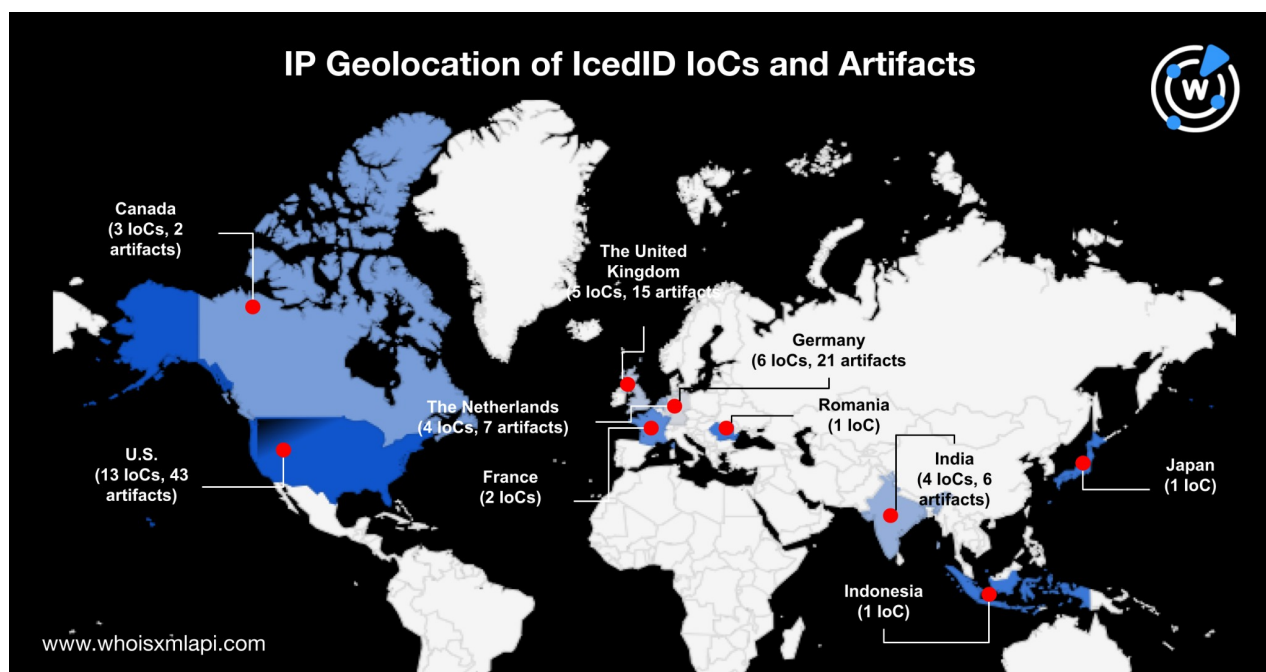 IP Geolocation of IcedID IoCs and Artifacts
W
Canada
(3 IoCs, 2
artifacts)
The United
Kingdom
(5 IoCs, 15 artifacts
Germany
(6 IoCs, 21 artifacts
The Netherlands
(4 IoCs, 7 artifacts)
Romania
(1 IoC)
U.S.
(13 IoCs, 43
artifacts)
France
(2 IoCs)
India
(4 IoCs, 6
artifacts)
Japan
(1 IoC)
Indonesia
(1 IoC)
www.whoisxmlapi.com